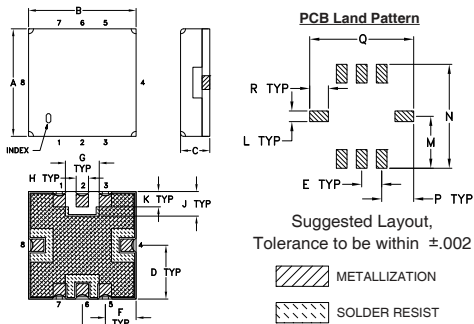 B
7 6 5
A
8
4
INDEX
1 2 3
C
PCB Land Pattern
Q
R TYP
L TYP
N
M
E TYP
P TYP
G
TYP
H TYP
1 2 3
K TYP
J TYP
8
4
D TYP
7 6 5
F
TYP
Suggested Layout,
Tolerance to be within ±.002
METALLIZATION
SOLDER RESIST